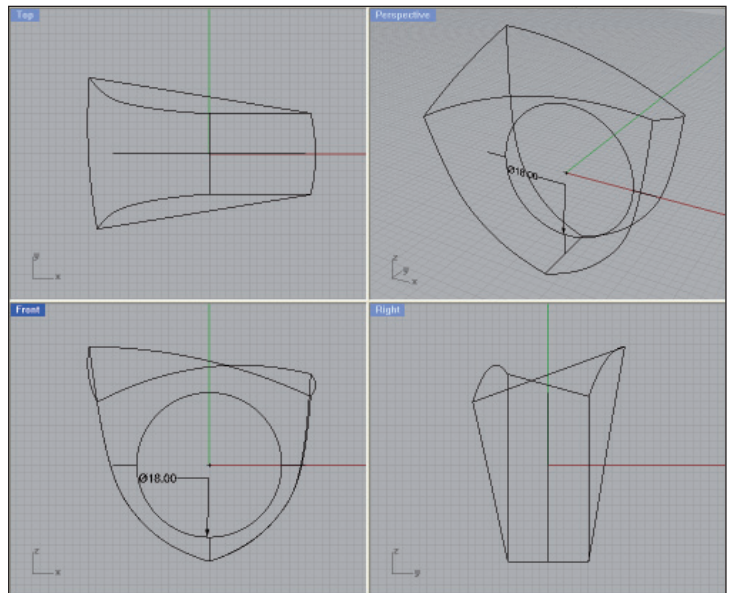 Top
Perspective
y
x
Ø18.00
z
y
x
Front
Right
Ø18.00
z
x
z
y